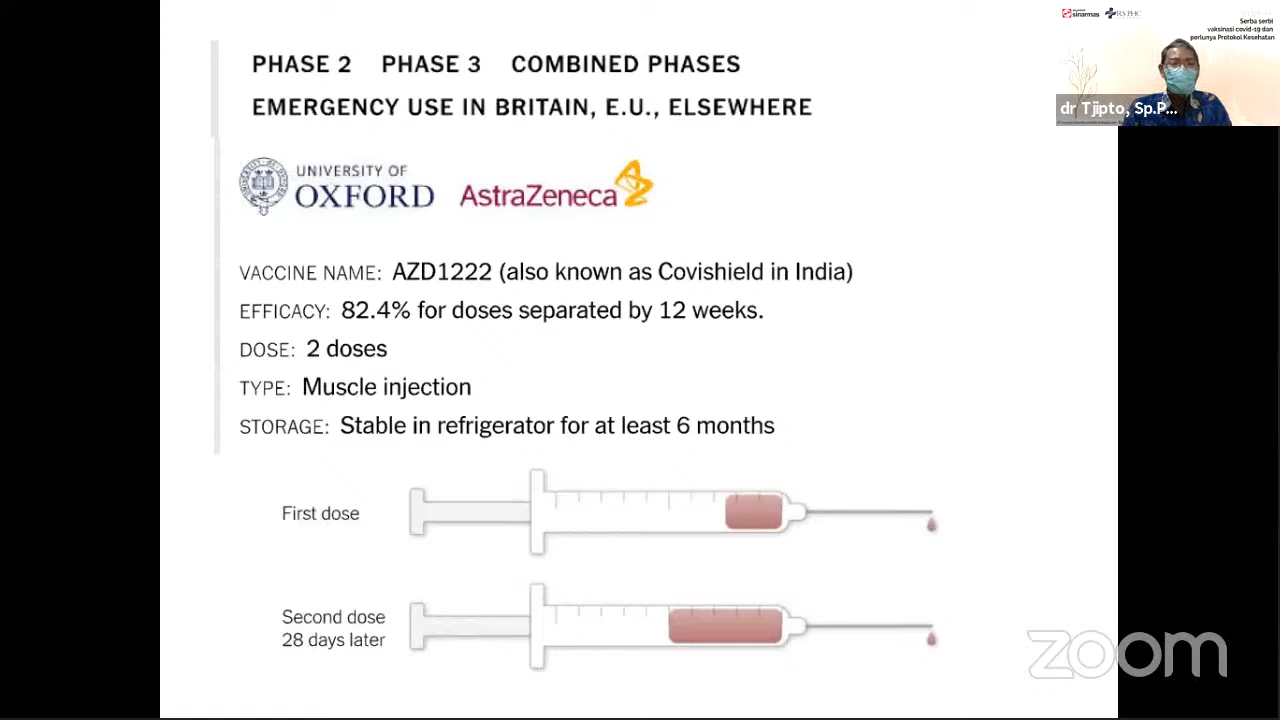 PHASE 2 PHASE 3 COMBINED PHASES
EMERGENCY USE IN BRITAIN, E.U., ELSEWHERE
UNIVERSITY OF
OXFORD
AstraZeneca
VACCINE NAME: AZD1222 (also known as Covishield in India)
EFFICACY: 82.4% for doses separated by 12 weeks.
DOSE: 2 doses
TYPE: Muscle injection
STORAGE: Stable in refrigerator for at least 6 months
First dose
Second dose
28 days later
sinarmas
RS PHC
Serba serbi
vaksinasi covid-19 dan
perlunya Protokol Kesehatan
dr Tjipto, Sp.P...
zoom